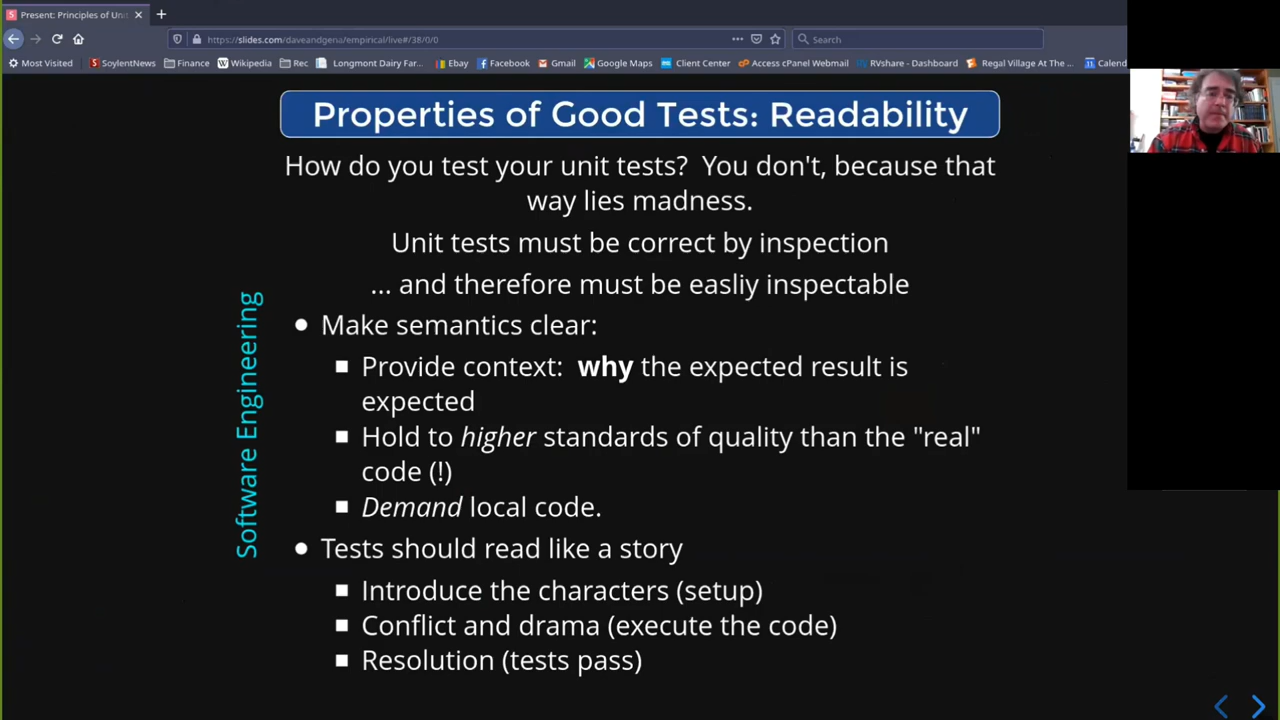 Present: Principles of Uni
https://slides.com/daveandgena/empirical/live#/38/0/0
Search
Most Visited
SoylentNews
Finance
Wikipedia
Rec
Longmont Dairy Far...
Ebay
Facebook
Gmail
Google Maps
Client Center
Access cPanel Webmail
RVshare - Dashboard
Regal Village At The ...
Calend
Properties of Good Tests: Readability
How do you test your unit tests? You don't, because that
way lies madness.
Unit tests must be correct by inspection
... and therefore must be easliy inspectable
Software Engineering
• Make semantics clear:
▪ Provide context: why the expected result is
expected
▪ Hold to higher standards of quality than the "real"
code (!)
▪ Demand local code.
• Tests should read like a story
▪ Introduce the characters (setup)
▪ Conflict and drama (execute the code)
▪ Resolution (tests pass)